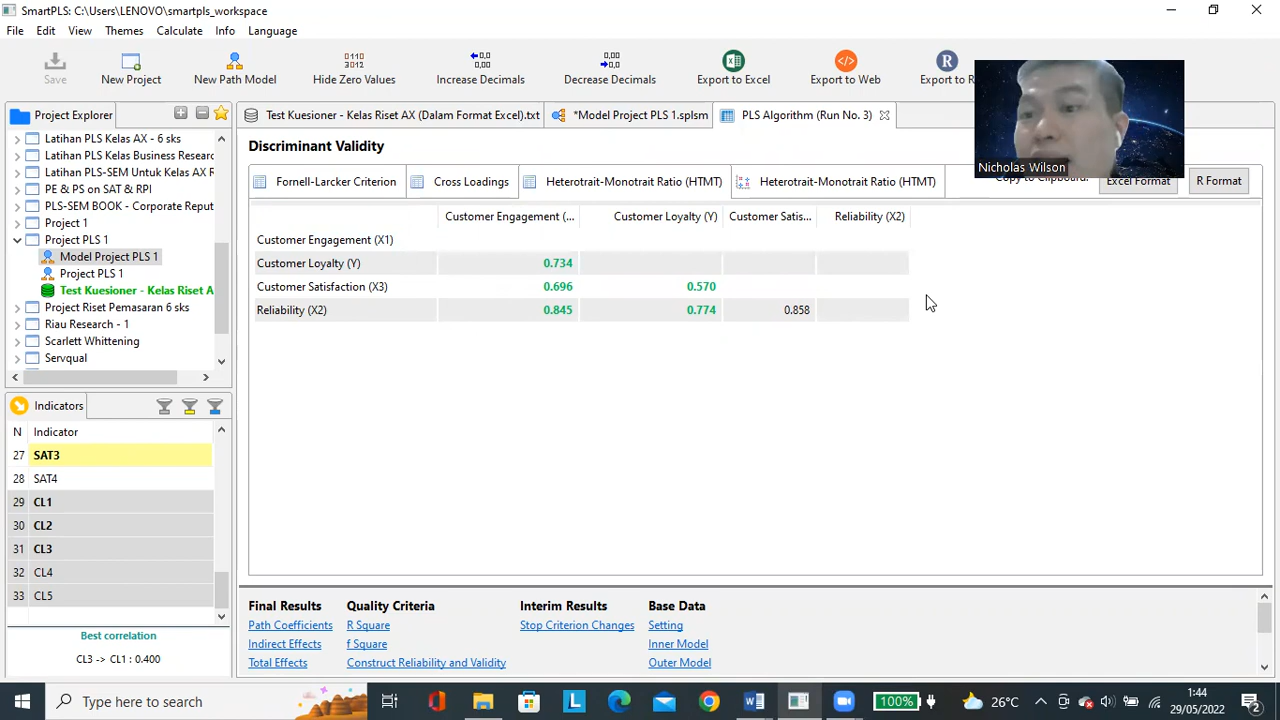 SmartPLS: C:\Users\LENOVO\smartpls_workspace
File Edit View Themes Calculate Info Language
Save New Project New Path Model Hide Zero Values Increase Decimals Decrease Decimals Export to Excel Export to Web Export to R
Nicholas Wilson
Project Explorer
Latihan PLS Kelas AX - 6 sks
Latihan PLS Kelas Business Researc
Latihan PLS-SEM Untuk Kelas AX R
PE & PS on SAT & RPI
PLS-SEM BOOK - Corporate Reput
Project 1
Project PLS 1
Model Project PLS 1
Project PLS 1
Test Kuesioner - Kelas Riset A
Project Riset Pemasaran 6 sks
Riau Research - 1
Scarlett Whittening
Servqual
Indicators
N Indicator
27 SAT3
28 SAT4
29 CL1
30 CL2
31 CL3
32 CL4
33 CL5
Best correlation
CL3 -> CL1 : 0.400
Test Kuesioner - Kelas Riset AX (Dalam Format Excel).txt *Model Project PLS 1.splsm PLS Algorithm (Run No. 3)
Discriminant Validity
Fornell-Larcker Criterion Cross Loadings Heterotrait-Monotrait Ratio (HTMT) Heterotrait-Monotrait Ratio (HTMT) Copy to Clipboard: Excel Format R Format
Customer Engagement (... Customer Loyalty (Y) Customer Satis... Reliability (X2)
Customer Engagement (X1)
Customer Loyalty (Y) 0.734
Customer Satisfaction (X3) 0.696 0.570
Reliability (X2) 0.845 0.774 0.858
Final Results Quality Criteria Interim Results Base Data
Path Coefficients R Square Stop Criterion Changes Setting
Indirect Effects f Square Inner Model
Total Effects Construct Reliability and Validity Outer Model
Type here to search
100%
26°C
1:44
29/05/2022
2